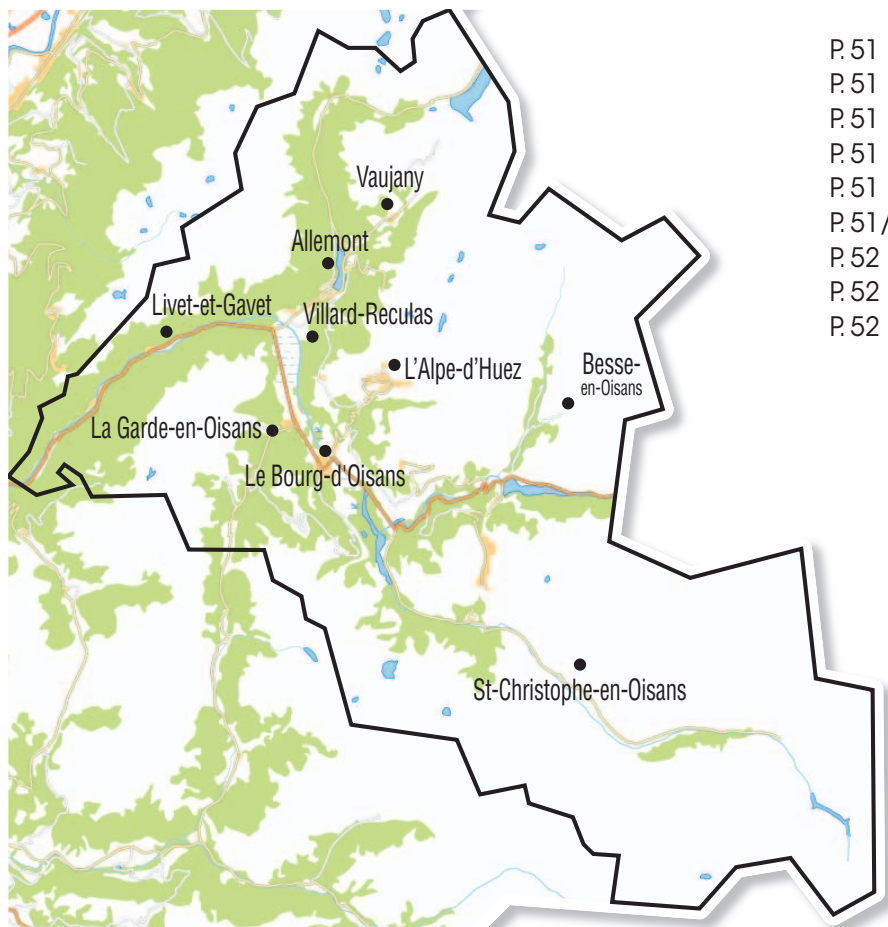 P. 51
P. 51
P. 51
P. 51
P. 51
P. 51/
P. 52
P. 52
P. 52
Vaujany
Allemont
Livet-et-Gavet
Villard-Reculas
L'Alpe-d'Huez
Besse-
en-Oisans
La Garde-en-Oisans
Le Bourg-d'Oisans
St-Christophe-en-Oisans